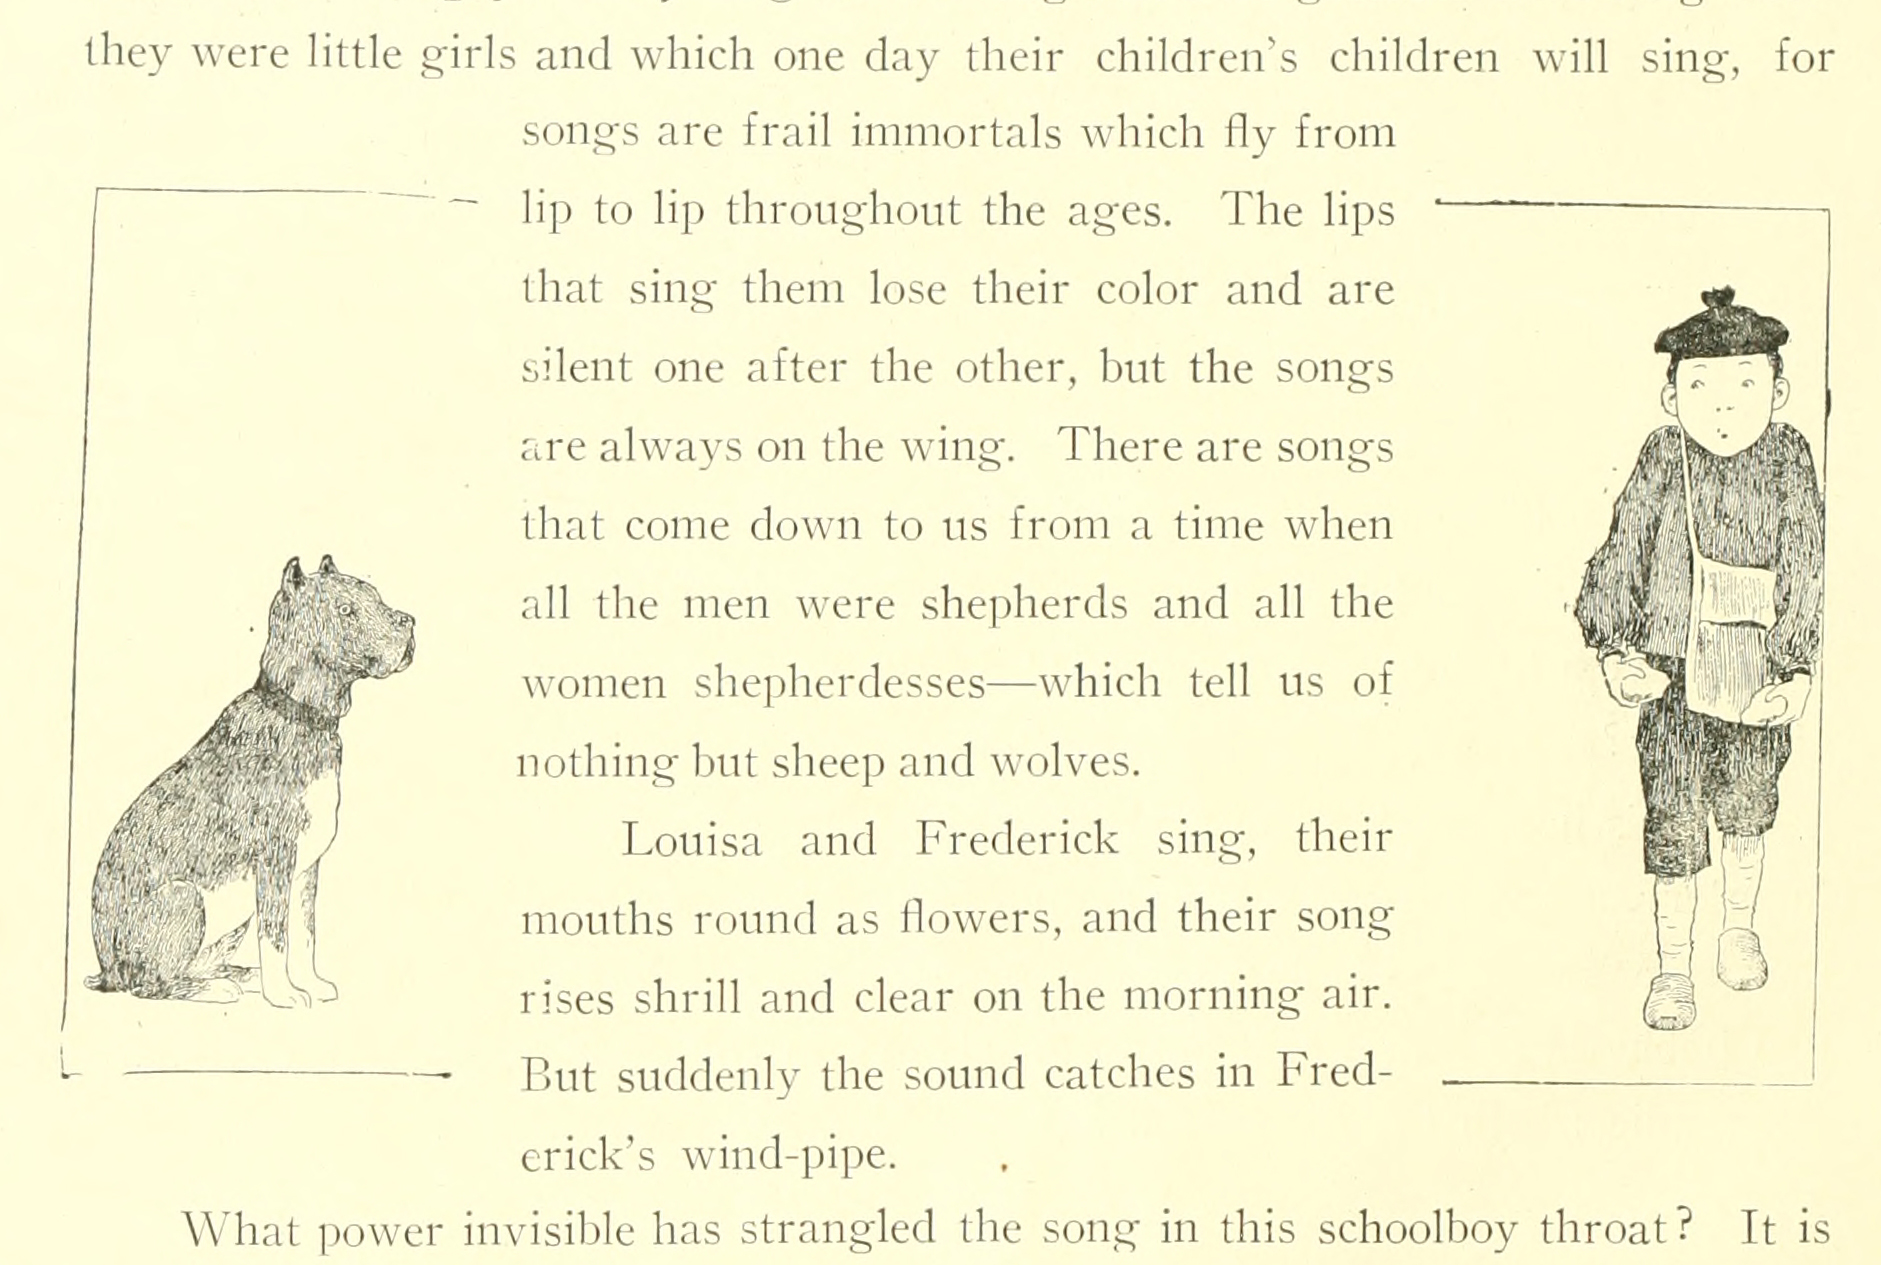 they were little girls and which one day their children's children will sing, for
songs are frail immortals which fly from
lip to lip throughout the ages. The lips
that sing them lose their color and are
silent one after the other, but the songs
are always on the wing. There are songs
that come down to us from a time when
all the men were shepherds and all the
women shepherdesses—which tell us of
nothing but sheep and wolves.
Louisa and Frederick sing, their
mouths round as flowers, and their song
rises shrill and clear on the morning air.
But suddenly the sound catches in Fred-
erick's wind-pipe.
What power invisible has strangled the song in this schoolboy throat? It is